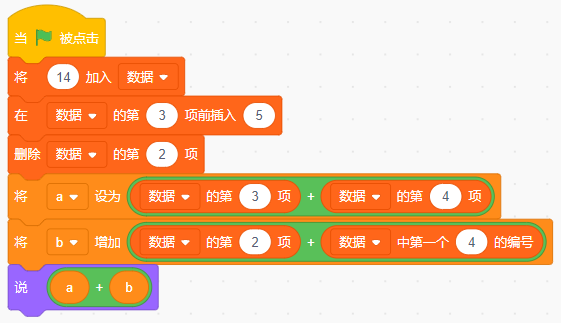 当 被点击
将 14 加入 数据
在 数据 的第 3 项前插入 5
删除 数据 的第 2 项
将 a 设为 数据 的第 3 项 + 数据 的第 4 项
将 b 增加 数据 的第 2 项 + 数据 中第一个 4 的编号
说 a + b